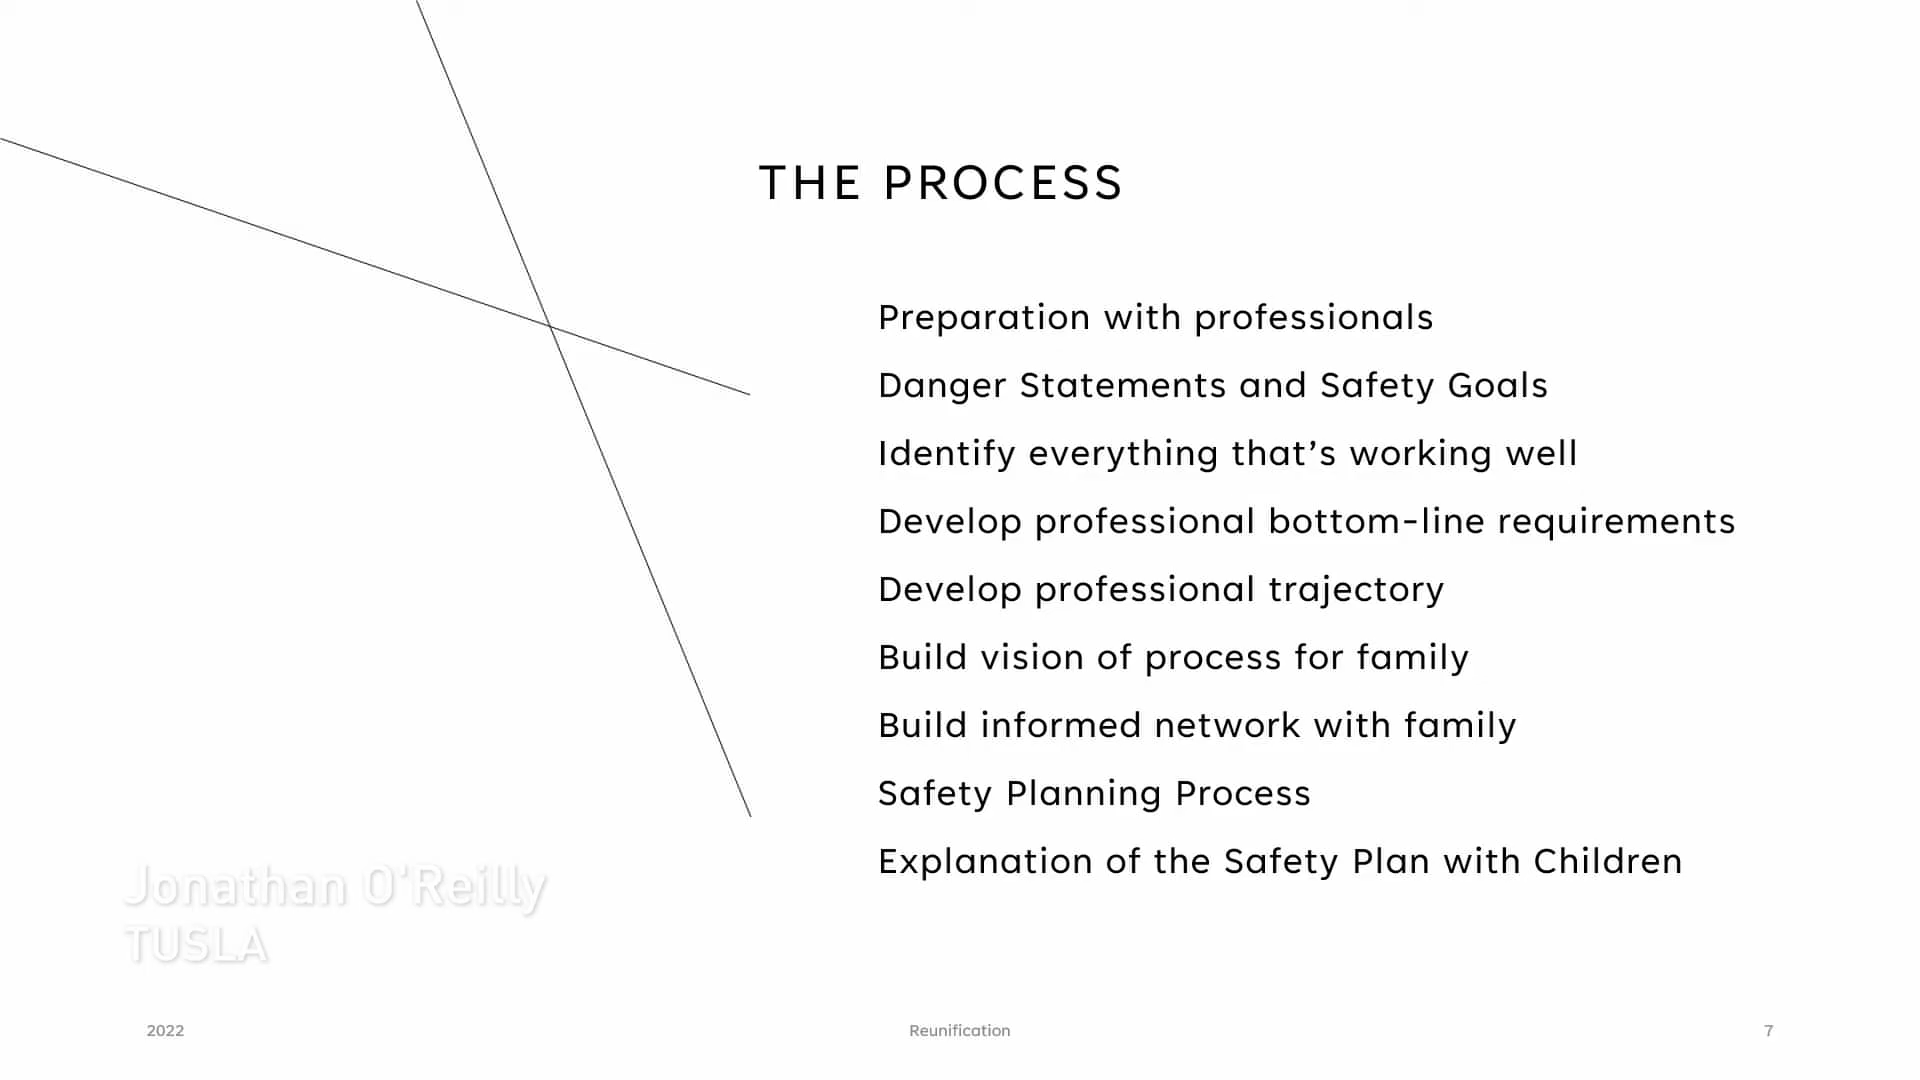 THE PROCESS
Preparation with professionals
Danger Statements and Safety Goals
Identify everything that’s working well
Develop professional bottom-line requirements
Develop professional trajectory
Build vision of process for family
Build informed network with family
Safety Planning Process
Explanation of the Safety Plan with Children
Jonathan O'Reilly
TUSLA
2022
Reunification
7